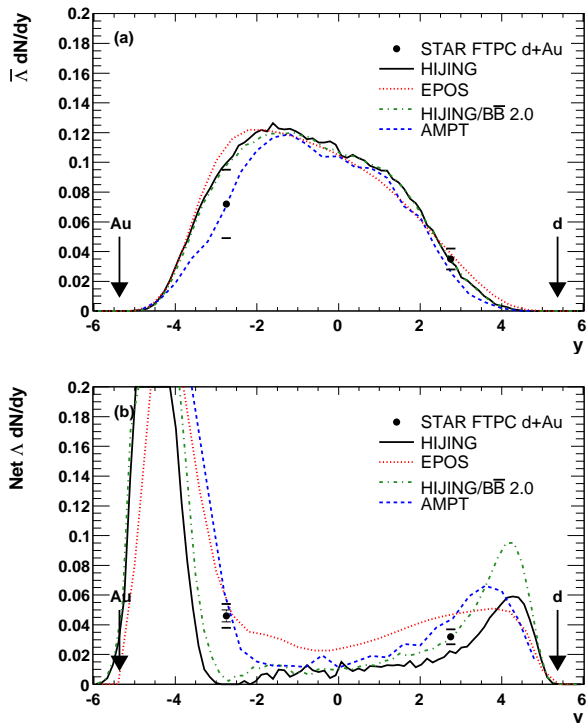 0.2
0.18
0.16
0.14
0.12
0.1
0.08
0.06
0.04
0.02
0
Λ̅ dN/dy
(a)
STAR FTPC d+Au
HIJING
EPOS
HIJING/BB̅ 2.0
AMPT
Au
d
-6 -4 -2 0 2 4 6
y
0.2
0.18
0.16
0.14
0.12
0.1
0.08
0.06
0.04
0.02
0
Net Λ dN/dy
(b)
STAR FTPC d+Au
HIJING
EPOS
HIJING/BB̅ 2.0
AMPT
Au
d
-6 -4 -2 0 2 4 6
y